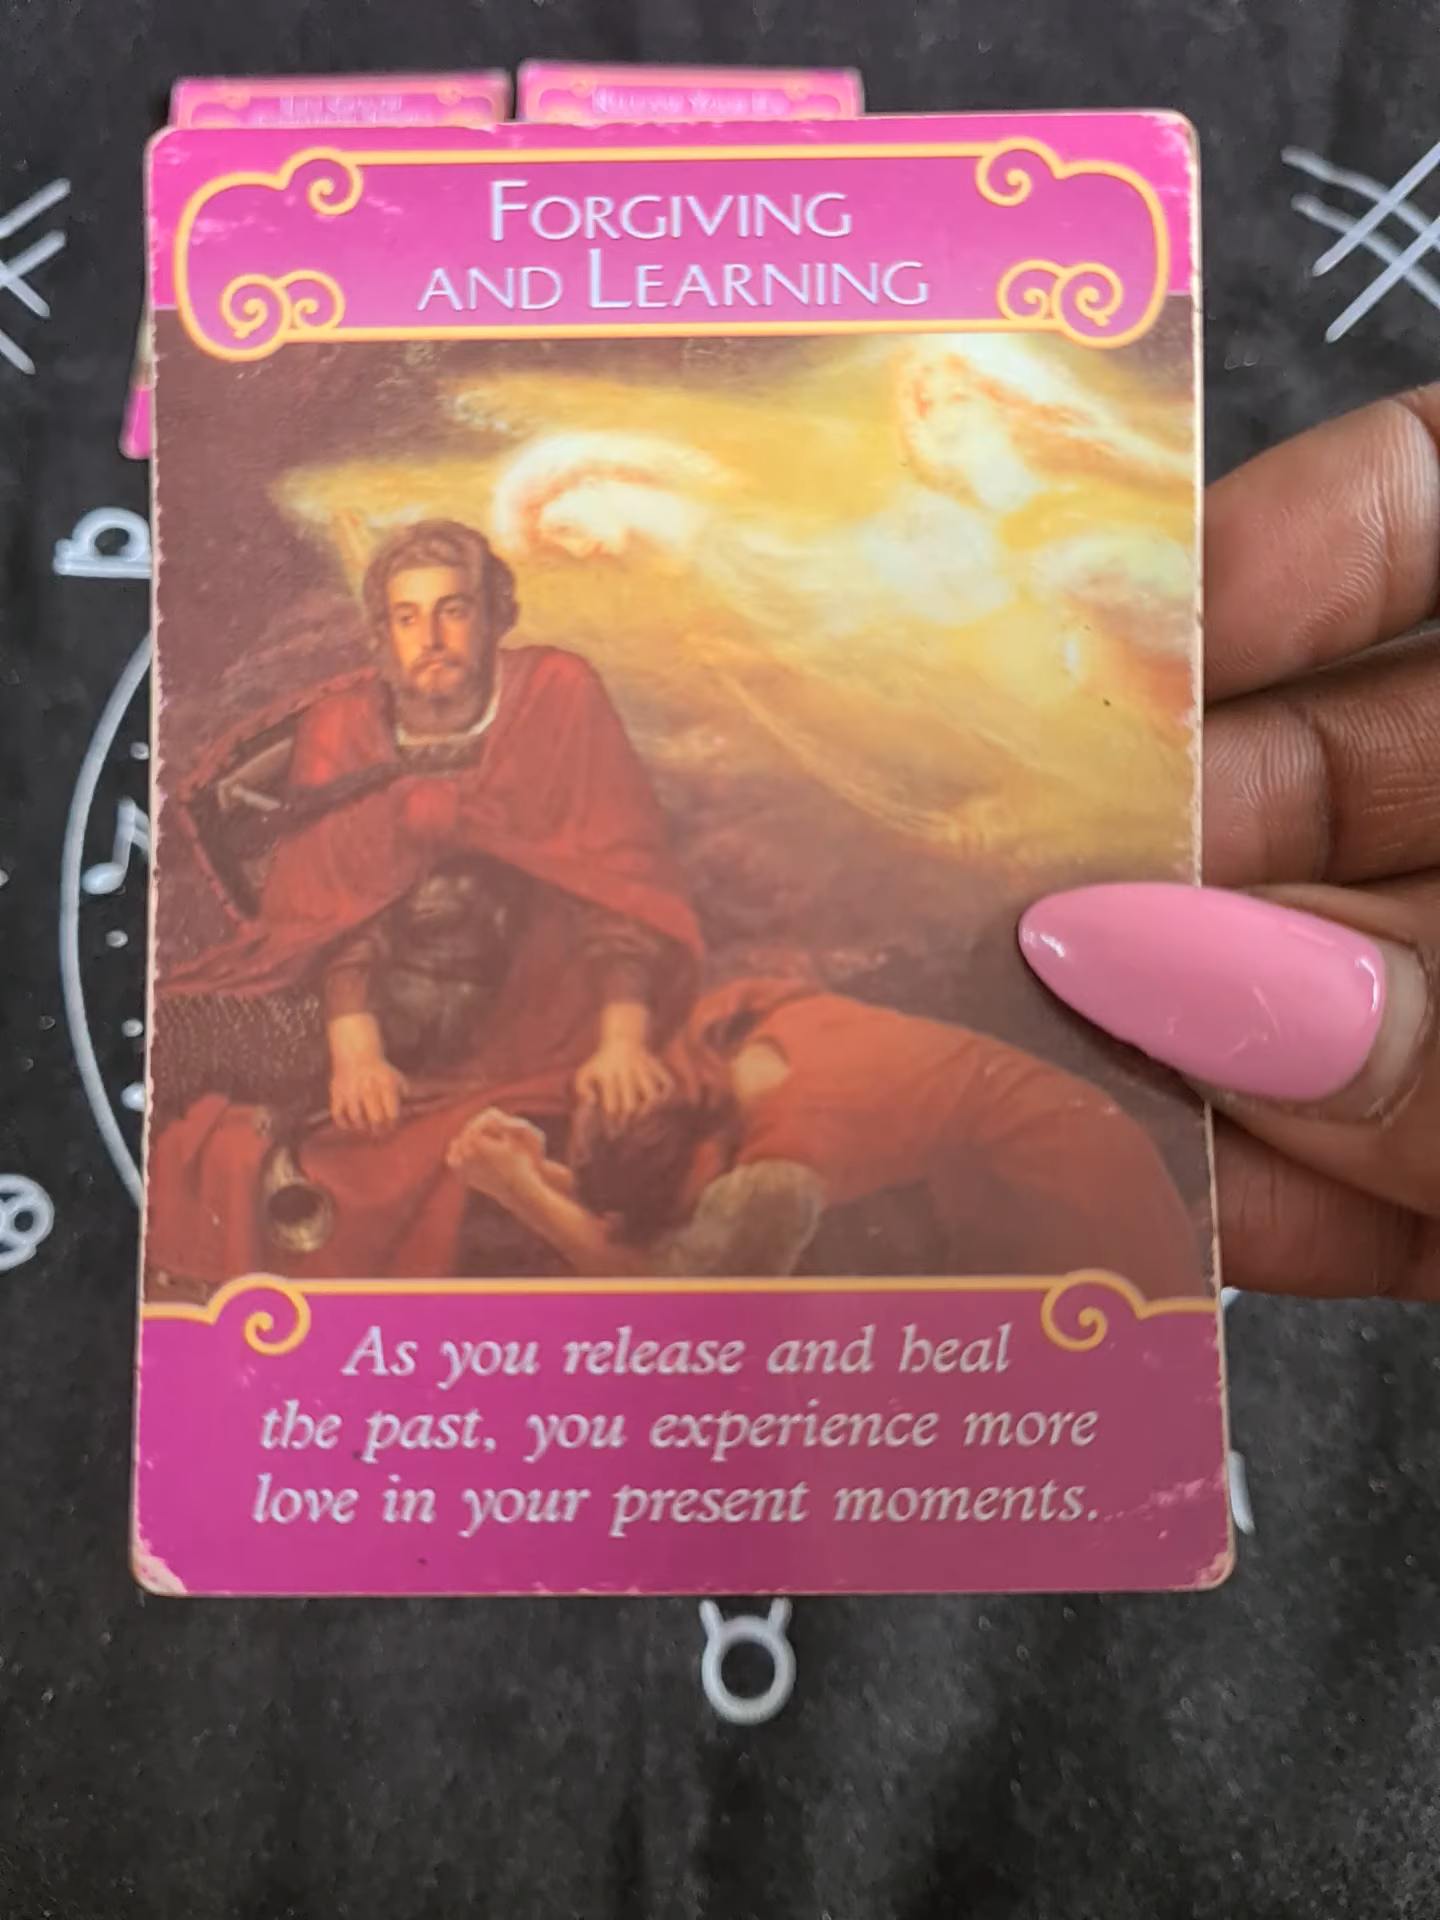 FORGIVING
AND LEARNING
As you release and heal
the past, you experience more
love in your present moments.